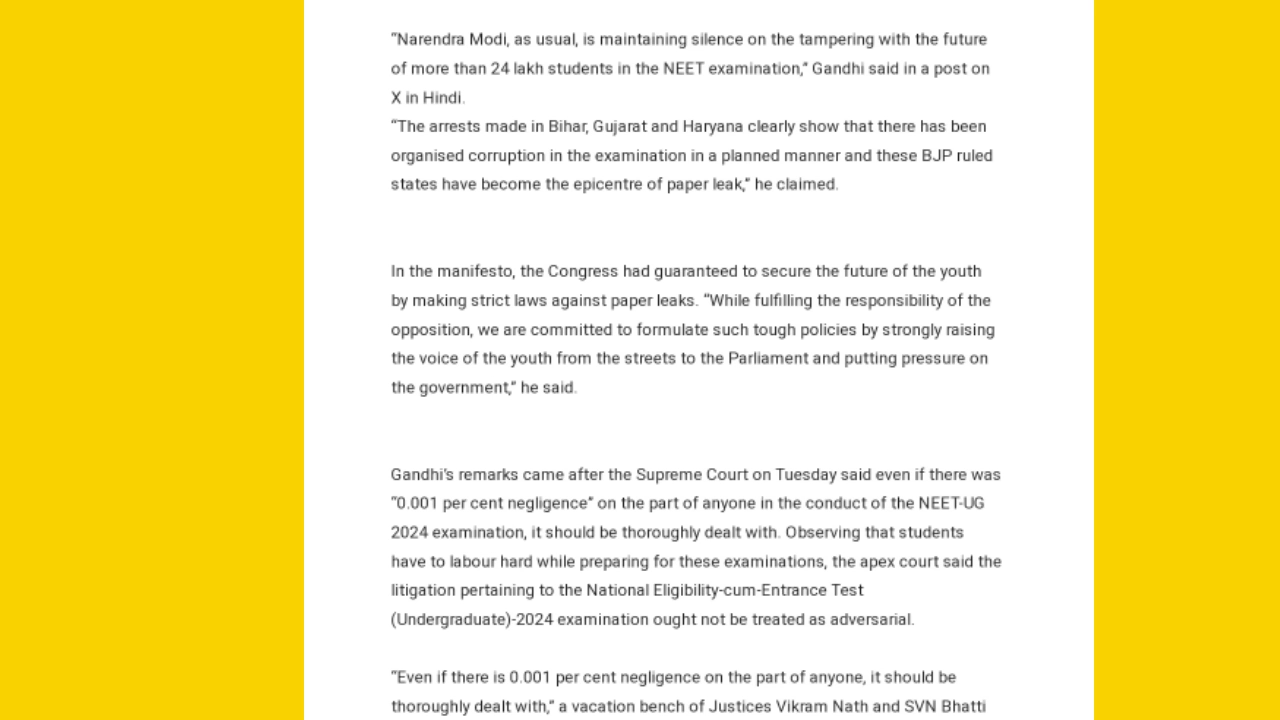 “Narendra Modi, as usual, is maintaining silence on the tampering with the future
of more than 24 lakh students in the NEET examination,” Gandhi said in a post on
X in Hindi.
“The arrests made in Bihar, Gujarat and Haryana clearly show that there has been
organised corruption in the examination in a planned manner and these BJP ruled
states have become the epicentre of paper leak,” he claimed.
In the manifesto, the Congress had guaranteed to secure the future of the youth
by making strict laws against paper leaks. “While fulfilling the responsibility of the
opposition, we are committed to formulate such tough policies by strongly raising
the voice of the youth from the streets to the Parliament and putting pressure on
the government,” he said.
Gandhi’s remarks came after the Supreme Court on Tuesday said even if there was
“0.001 per cent negligence” on the part of anyone in the conduct of the NEET-UG
2024 examination, it should be thoroughly dealt with. Observing that students
have to labour hard while preparing for these examinations, the apex court said the
litigation pertaining to the National Eligibility-cum-Entrance Test
(Undergraduate)-2024 examination ought not be treated as adversarial.
“Even if there is 0.001 per cent negligence on the part of anyone, it should be
thoroughly dealt with,” a vacation bench of Justices Vikram Nath and SVN Bhatti